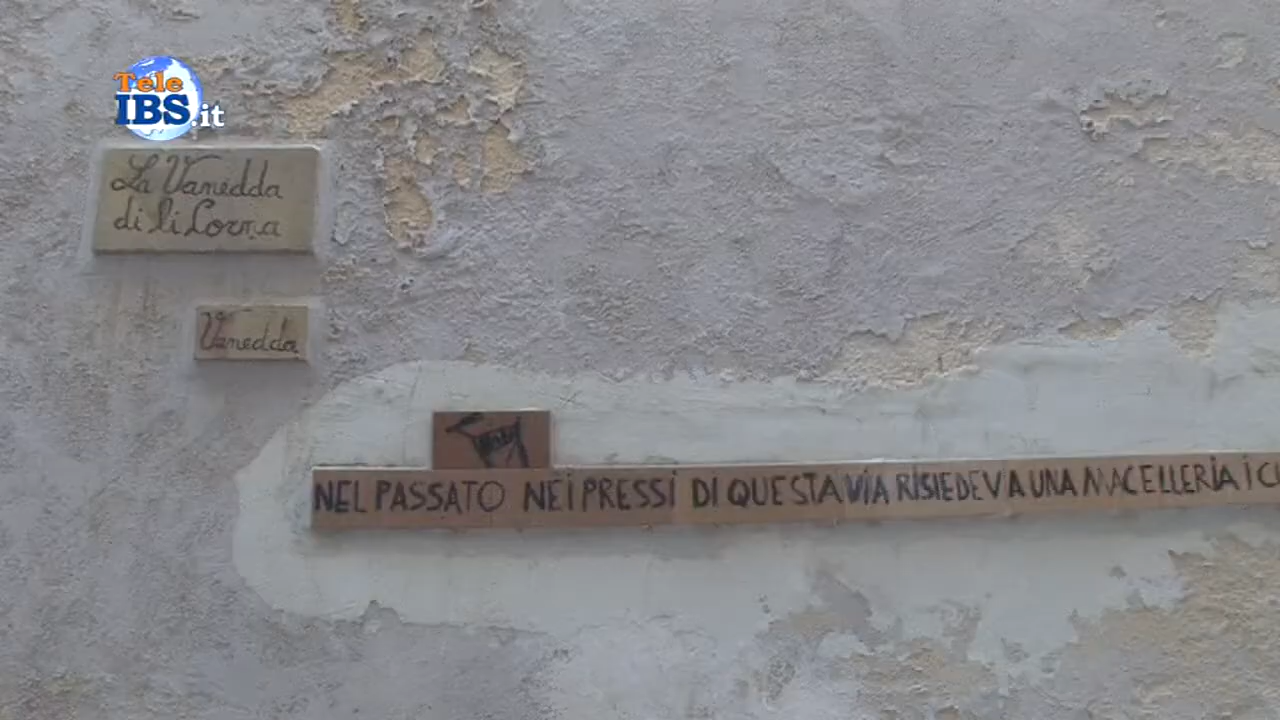 Tele
IBS.it
La Vanedda
di li Corna
Vanedda
NEL PASSATO NEI PRESSI DI QUESTA VIA RISIEDEVA UNA MACELLERIA I C